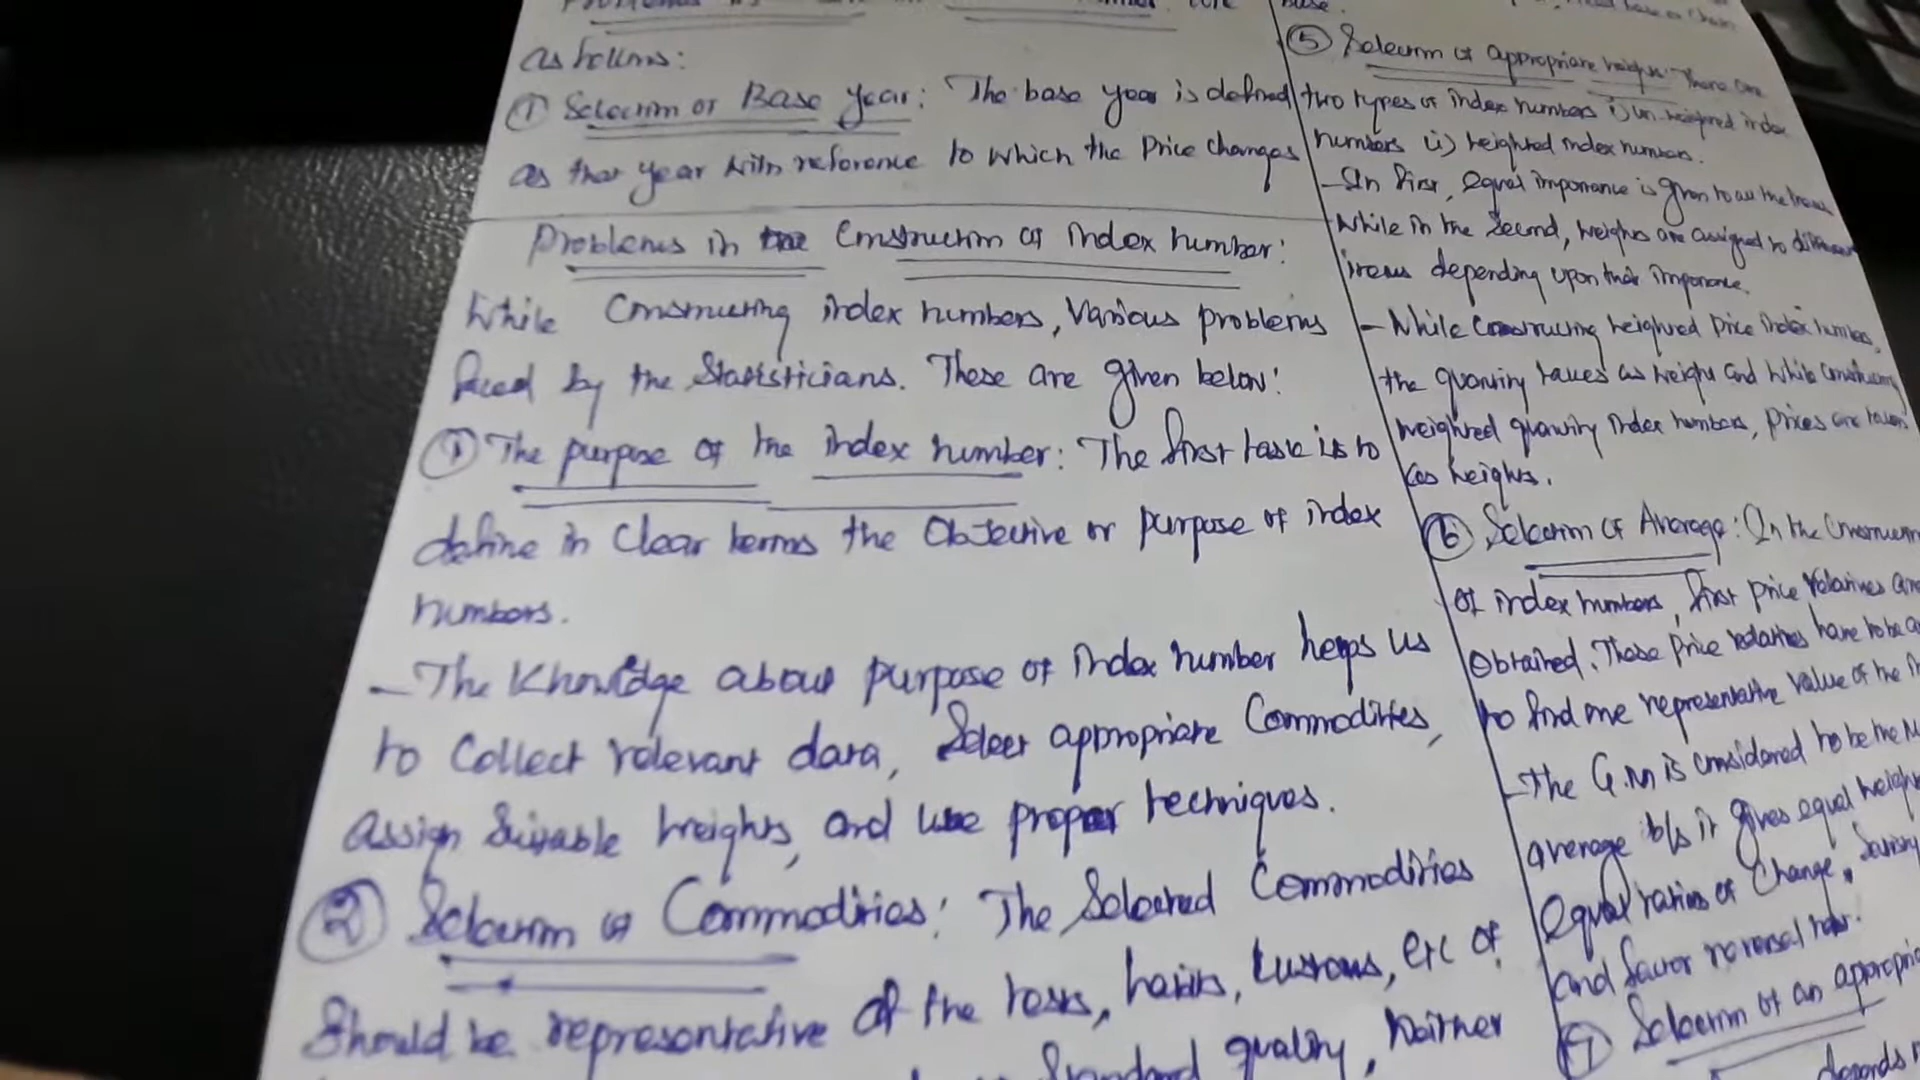 as follows:
① Selection of Base year: The base year is defined
as that year with reference to which the Price changes
Problems in the Construction of index number:
While Constructing index numbers, Various problems
faced by the Statisticians. These are given below:
① The purpose of the index number: The first task is to
define in Clear terms the Objective or purpose of index
numbers.
- The Knowldge about purpose of index number helps us
to Collect relevant data, Select appropriate Commodities,
assign Suitable weights, and use proper techniques.
② Selection of Commodities: The Selected Commodities
Should be representative of the tests, habits, customs, etc of
Standard quality, Neither
base.
⑤ Selection of appropriate weights: There are
two types of index numbers i) un-weighted index
numbers ii) weighted index numbers.
- In first, equal importance is given to all the items
While in the Second, weights are assigned to different
items depending upon their importance.
- While Constructing weighted price index numbers,
the quantity taken as weight and While constructing
weighted quantity index numbers, prices are taken
as weights.
⑥ Selection of Average: In the Construction
of index numbers, first price relatives are
obtained. These Price relatives have to be
to find one representative value of the
- The G.M is considered to be the
average b/s it gives equal weight
equal ratios of Change, Satisfy
and factor reversal
⑦ Selection of an appropria
depends